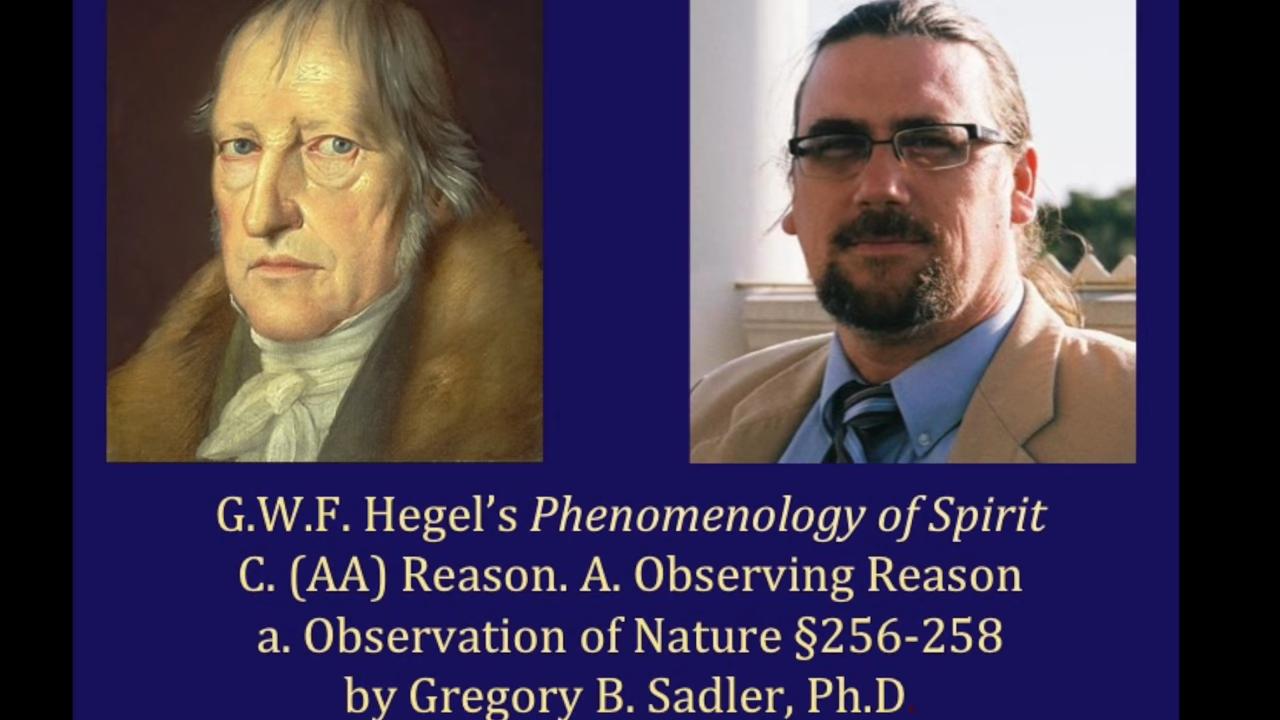 G.W.F. Hegel’s Phenomenology of Spirit
C. (AA) Reason. A. Observing Reason
a. Observation of Nature §256-258
by Gregory B. Sadler, Ph.D.